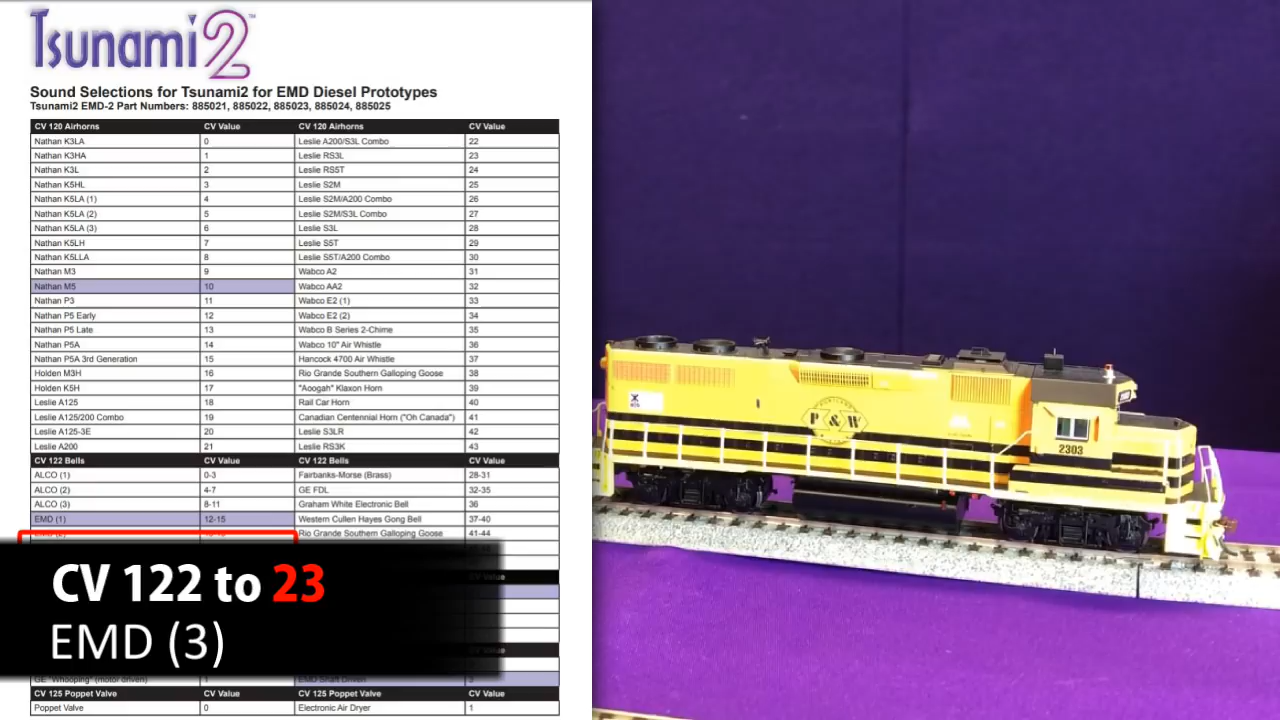 Tsunami2™
Sound Selections for Tsunami2 for EMD Diesel Prototypes
Tsunami2 EMD-2 Part Numbers: 885021, 885022, 885023, 885024, 885025
CV 120 Airhorns CV Value CV 120 Airhorns CV Value
Nathan K3LA 0 Leslie A200/S3L Combo 22
Nathan K3HA 1 Leslie RS3L 23
Nathan K3L 2 Leslie RS5T 24
Nathan K5HL 3 Leslie S2M 25
Nathan K5LA (1) 4 Leslie S2M/A200 Combo 26
Nathan K5LA (2) 5 Leslie S2M/S3L Combo 27
Nathan K5LA (3) 6 Leslie S3L 28
Nathan K5LH 7 Leslie S5T 29
Nathan K5LLA 8 Leslie S5T/A200 Combo 30
Nathan M3 9 Wabco A2 31
Nathan M5 10 Wabco AA2 32
Nathan P3 11 Wabco E2 (1) 33
Nathan P5 Early 12 Wabco E2 (2) 34
Nathan P5 Late 13 Wabco B Series 2-Chime 35
Nathan P5A 14 Wabco 10" Air Whistle 36
Nathan P5A 3rd Generation 15 Hancock 4700 Air Whistle 37
Holden M3H 16 Rio Grande Southern Galloping Goose 38
Holden K5H 17 "Aoogah" Klaxon Horn 39
Leslie A125 18 Rail Car Horn 40
Leslie A125/200 Combo 19 Canadian Centennial Horn ("Oh Canada") 41
Leslie A125-3E 20 Leslie S3LR 42
Leslie A200 21 Leslie RS3K 43
CV 122 Bells CV Value CV 122 Bells CV Value
ALCO (1) 0-3 Fairbanks-Morse (Brass) 28-31
ALCO (2) 4-7 GE FDL 32-35
ALCO (3) 8-11 Graham White Electronic Bell 36
EMD (1) 12-15 Western Cullen Hayes Gong Bell 37-40
Rio Grande Southern Galloping Goose 41-44
CV 122 to 23
EMD (3)
GE "Whooping" (motor driven) 1 EMD Shaft Driven 3
CV 125 Poppet Valve CV Value CV 125 Poppet Valve CV Value
Poppet Valve 0 Electronic Air Dryer 1
P & W
2303